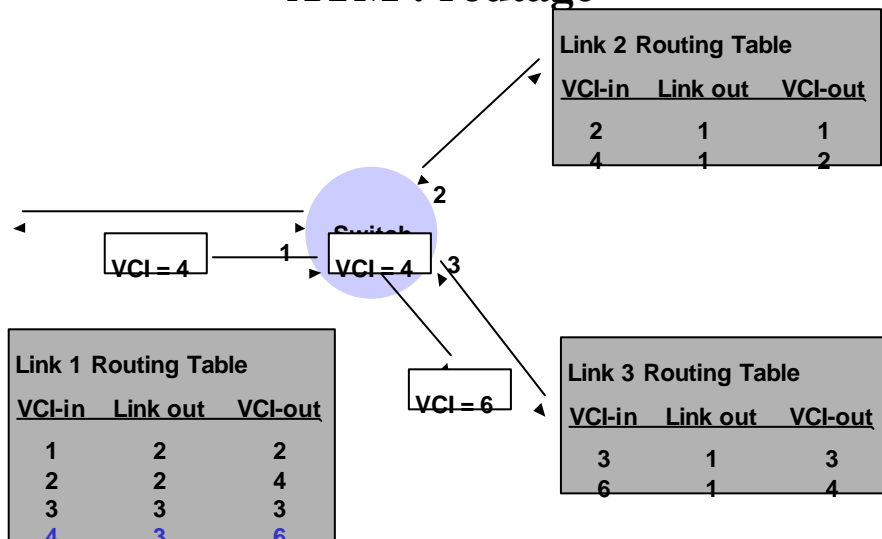 Link 2 Routing Table
VCI-in Link out VCI-out
2 1 1
4 1 2
2
Switch
1
VCI = 4
VCI = 4
3
Link 1 Routing Table
VCI-in Link out VCI-out
1 2 2
2 2 4
3 3 3
4 3 6
VCI = 6
Link 3 Routing Table
VCI-in Link out VCI-out
3 1 3
6 1 4